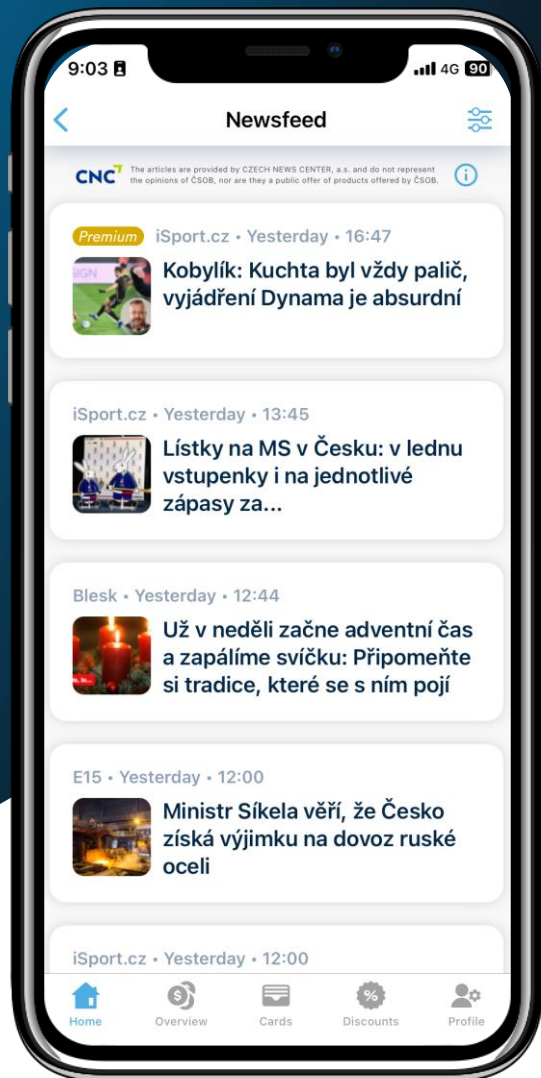 9:03
4G 90
Newsfeed
CNC The articles are provided by CZECH NEWS CENTER, a.s. and do not represent
the opinions of ČSOB, nor are they a public offer of products offered by ČSOB.
Premium iSport.cz • Yesterday • 16:47
Kobylík: Kuchta byl vždy palič,
vyjádření Dynama je absurdní
iSport.cz • Yesterday • 13:45
Lístky na MS v Česku: v lednu
vstupenky i na jednotlivé
zápasy za...
Blesk • Yesterday • 12:44
Už v neděli začne adventní čas
a zapálíme svíčku: Připomeňte
si tradice, které se s ním pojí
E15 • Yesterday • 12:00
Ministr Síkela věří, že Česko
získá výjimku na dovoz ruské
oceli
iSport.cz • Yesterday • 12:00
Home Overview Cards Discounts Profile